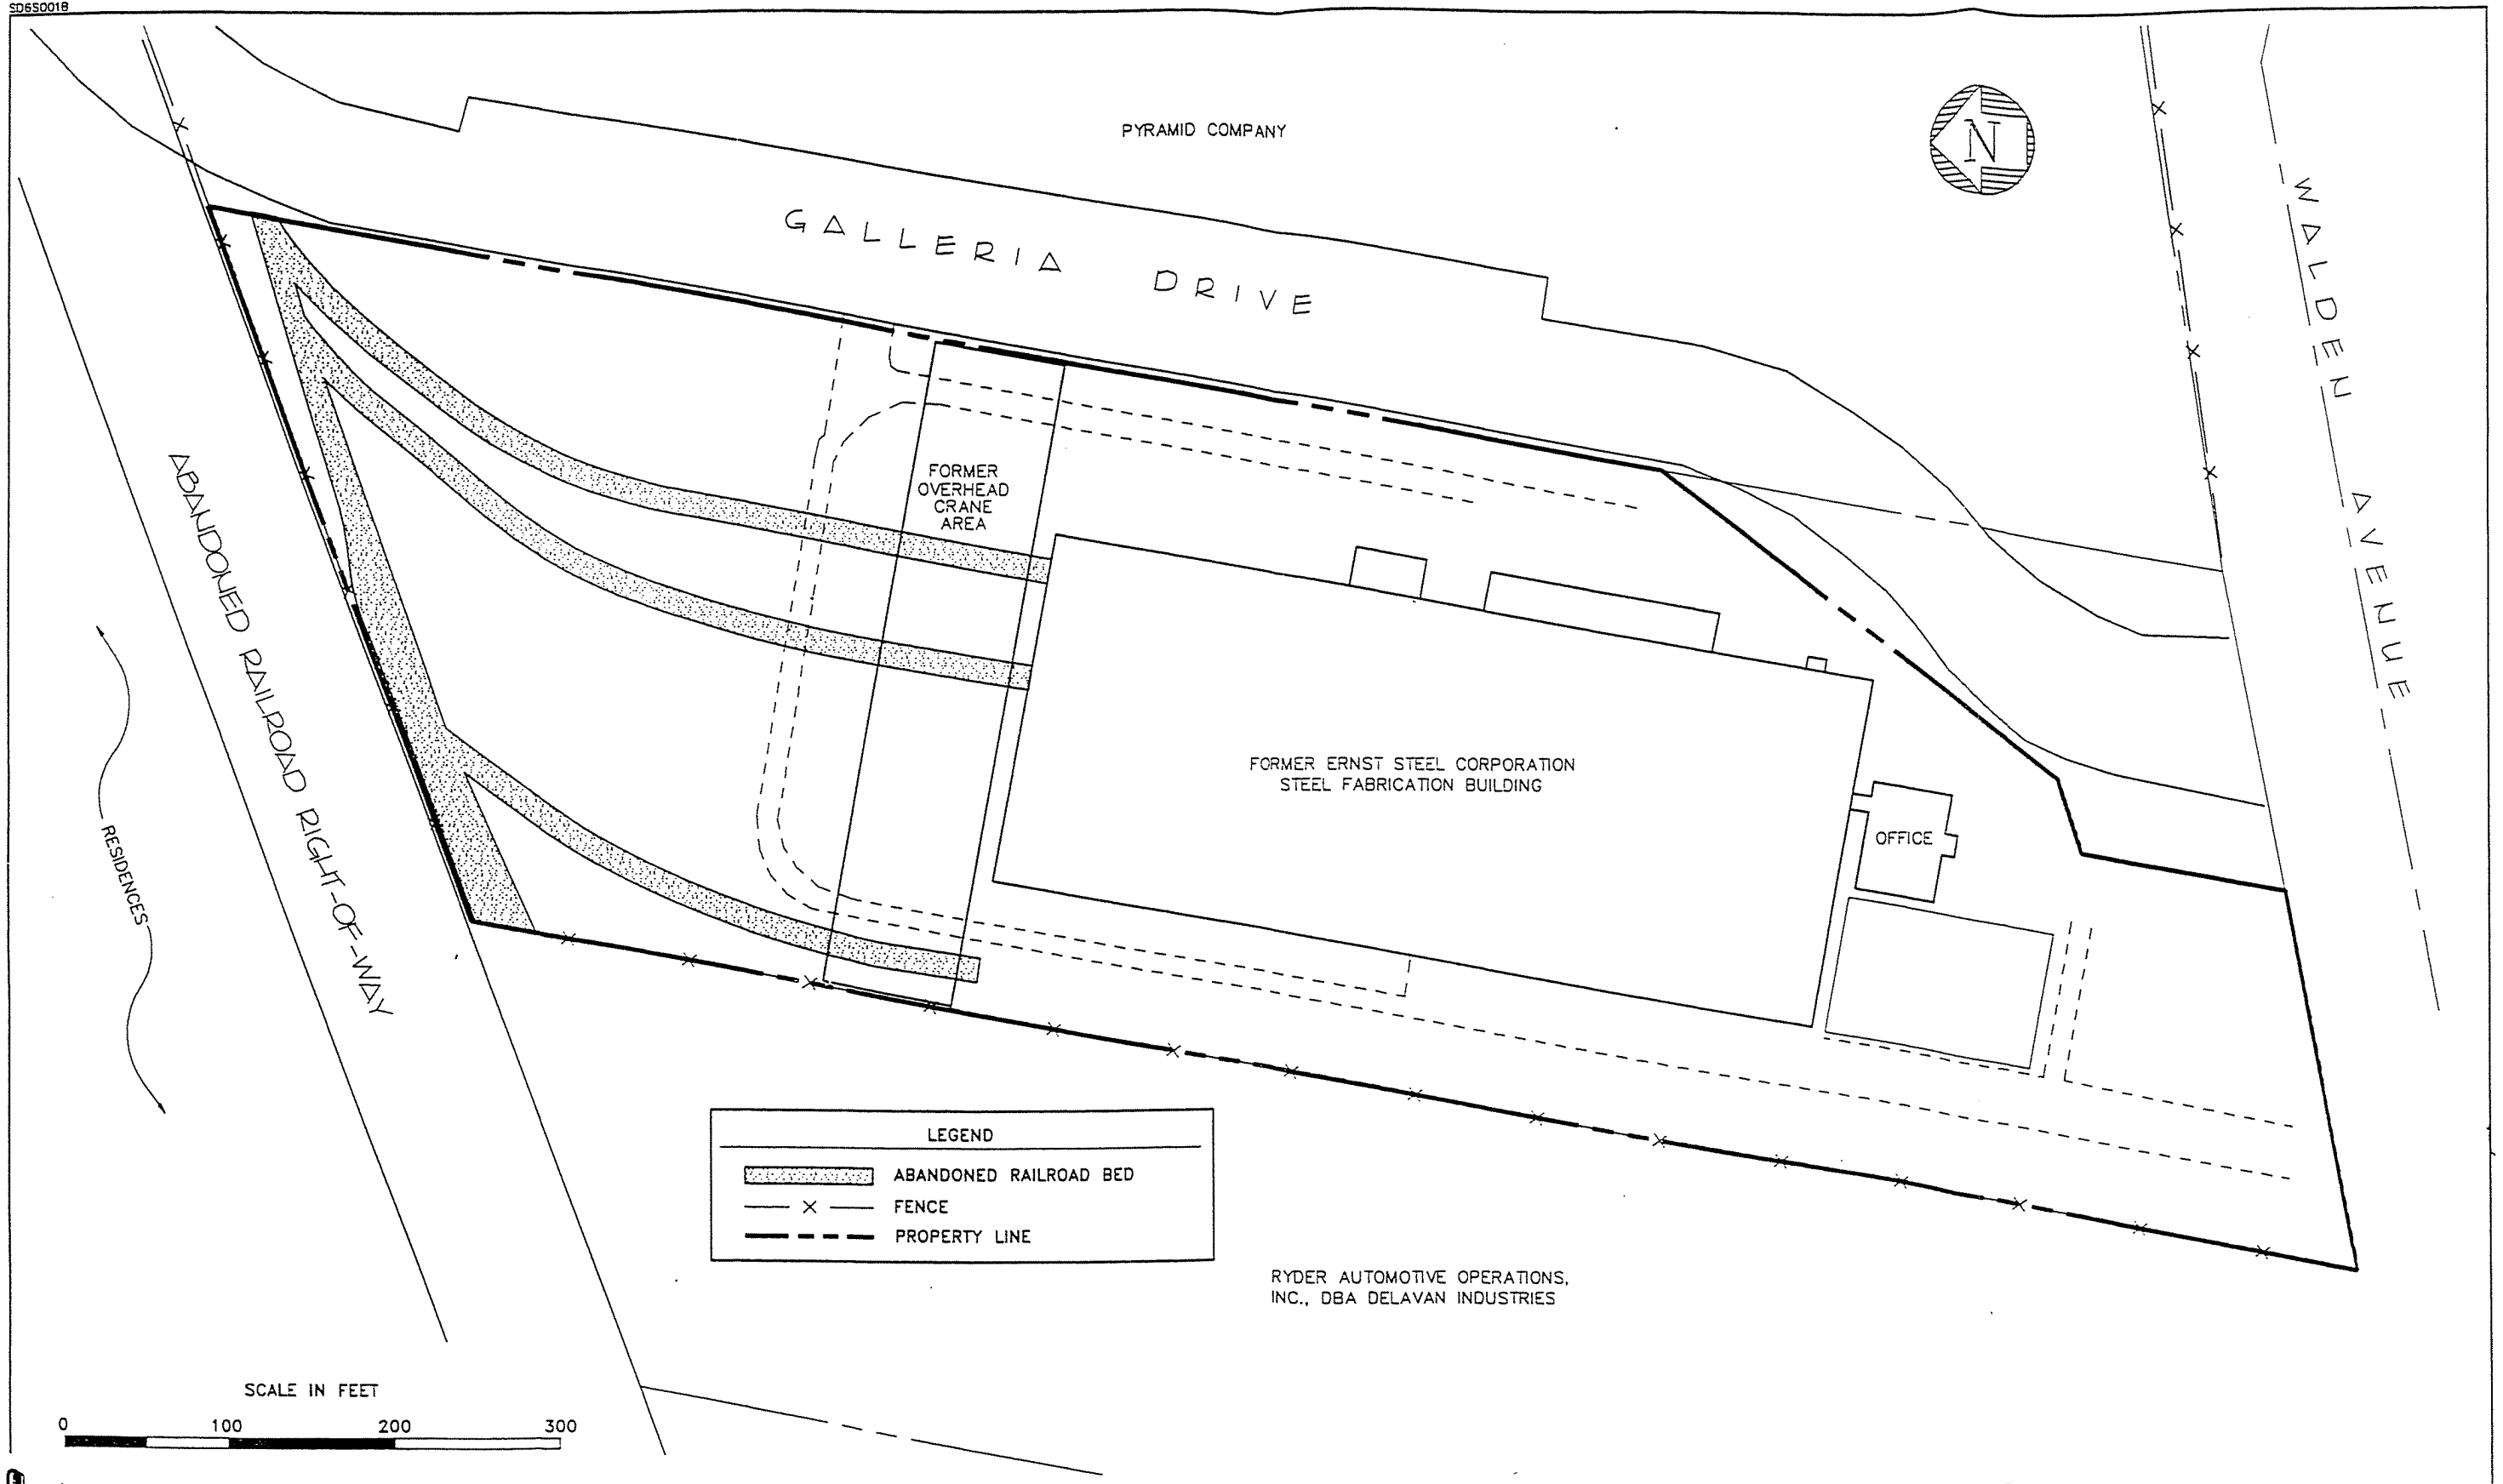 SD6S001B
PYRAMID COMPANY
N
GALLERIA DRIVE
WALDEN AVENUE
FORMER
OVERHEAD
CRANE
AREA
ABANDONED RAILROAD RIGHT-OF-WAY
RESIDENCES
FORMER ERNST STEEL CORPORATION
STEEL FABRICATION BUILDING
OFFICE
LEGEND
ABANDONED RAILROAD BED
FENCE
PROPERTY LINE
RYDER AUTOMOTIVE OPERATIONS,
INC., DBA DELAVAN INDUSTRIES
SCALE IN FEET
0 100 200 300